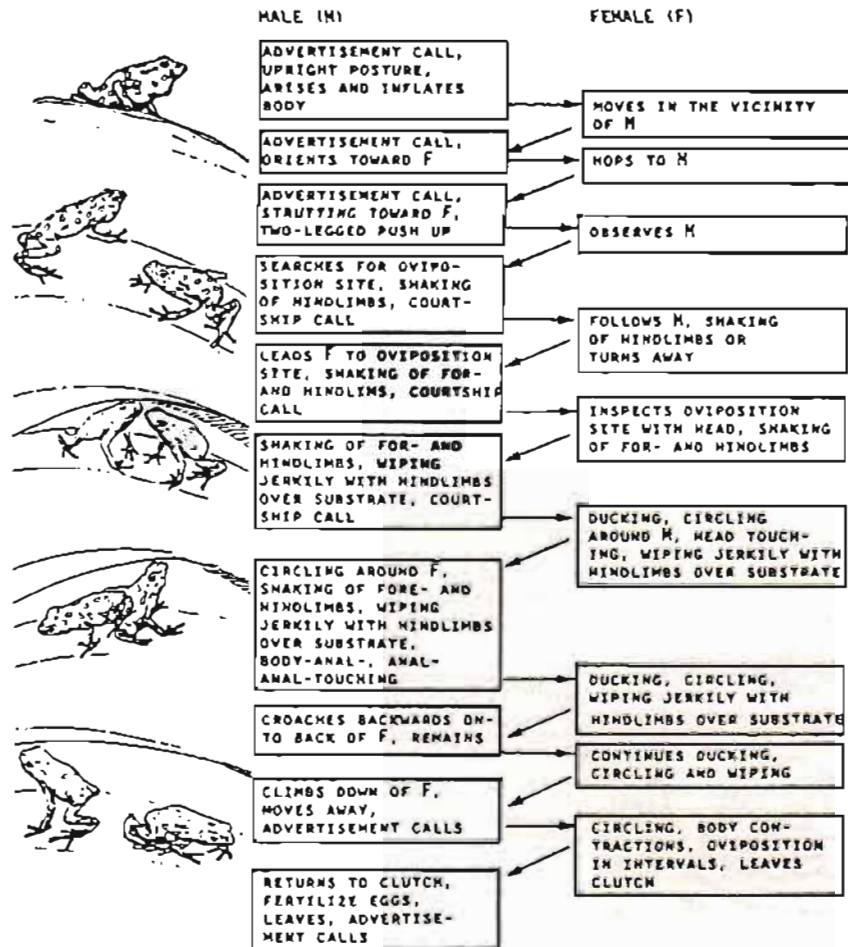 MALE (M)
FEMALE (F)
ADVERTISEMENT CALL,
UPRIGHT POSTURE,
ARISES AND INFLATES
BODY
MOVES IN THE VICINITY
OF M
ADVERTISEMENT CALL,
ORIENTS TOWARD F
HOPS TO M
ADVERTISEMENT CALL,
STRUTTING TOWARD F,
TWO-LEGGED PUSH UP
OBSERVES M
SEARCHES FOR OVIPO-
SITION SITE, SHAKING
OF HINDLIMBS, COURT-
SHIP CALL
FOLLOWS M, SHAKING
OF HINDLIMBS OR
TURNS AWAY
LEADS F TO OVIPOSITION
SITE, SHAKING OF FOR-
AND HINDLIMS, COURTSHIP
CALL
INSPECTS OVIPOSITION
SITE WITH HEAD, SHAKING
OF FOR- AND HINDLIMBS
SHAKING OF FOR- AND
HINDLIMBS, WIPING
JERKILY WITH HINDLIMBS
OVER SUBSTRATE, COURT-
SHIP CALL
DUCKING, CIRCLING
AROUND M, HEAD TOUCH-
ING, WIPING JERKILY WITH
HINDLIMBS OVER SUBSTRATE
CIRCLING AROUND F,
SHAKING OF FORE- AND
HINDLIMBS, WIPING
JERKILY WITH HINDLIMBS
OVER SUBSTRATE,
BODY-ANAL-, ANAL-
ANAL-TOUCHING
DUCKING, CIRCLING,
WIPING JERKILY WITH
HINDLIMBS OVER SUBSTRATE
CROACHES BACKWARDS ON-
TO BACK OF F, REMAINS
CONTINUES DUCKING,
CIRCLING AND WIPING
CLIMBS DOWN OF F,
MOVES AWAY,
ADVERTISEMENT CALLS
CIRCLING, BODY CON-
TRACTIONS, OVIPOSITION
IN INTERVALS, LEAVES
CLUTCH
RETURNS TO CLUTCH,
FERTILIZE EGGS,
LEAVES, ADVERTISE-
MENT CALLS